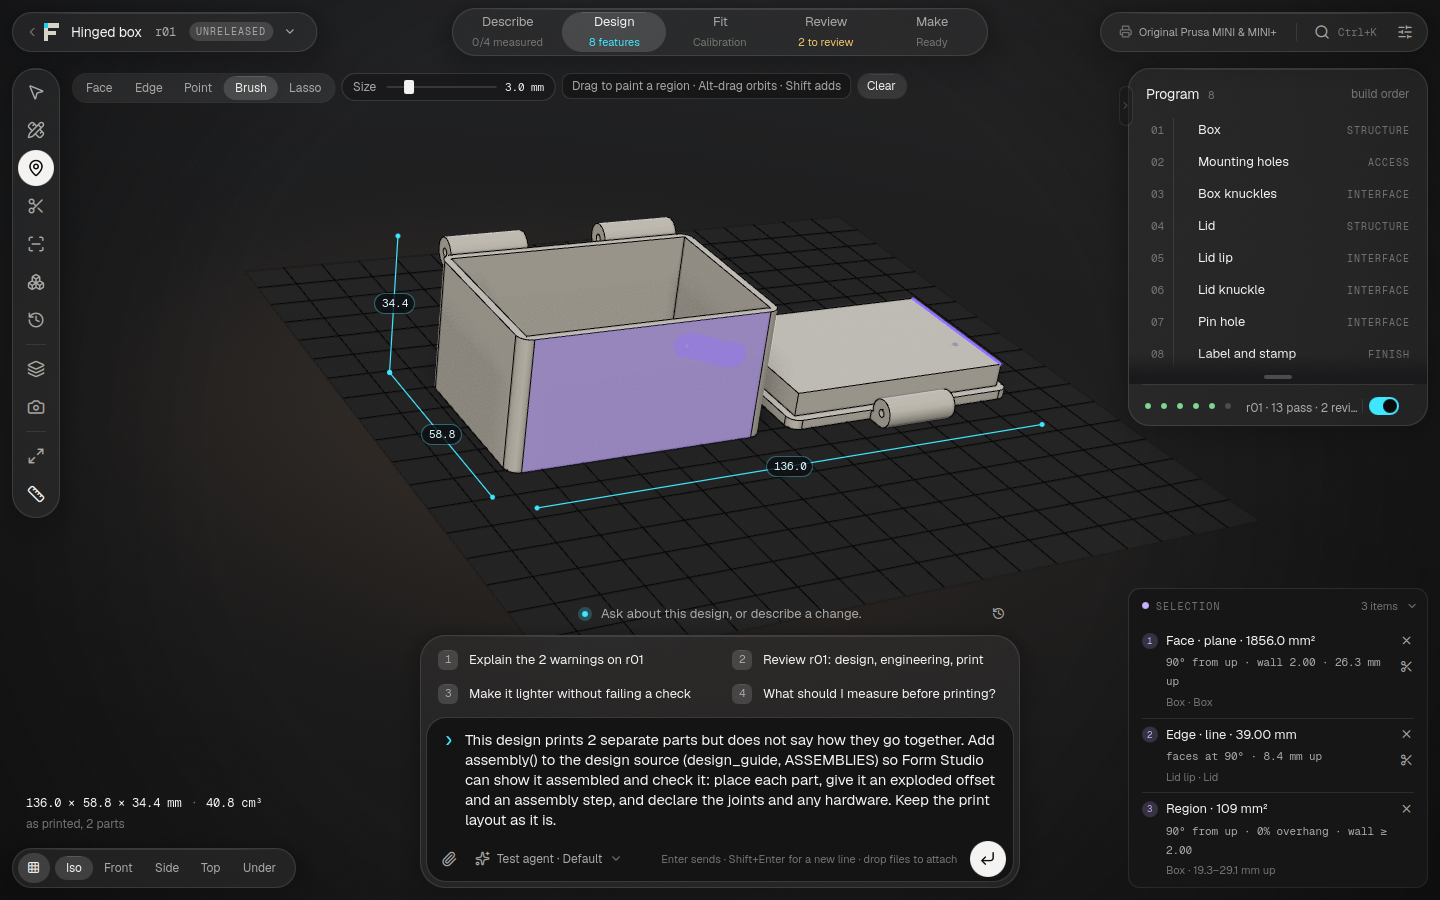 Hinged box r01 UNRELEASED
Describe
0/4 measured
Design
8 features
Fit
Calibration
Review
2 to review
Make
Ready
Original Prusa MINI & MINI+
Ctrl+K
Face Edge Point Brush Lasso
Size 3.0 mm
Drag to paint a region · Alt-drag orbits · Shift adds
Clear
Program 8 build order
01 Box STRUCTURE
02 Mounting holes ACCESS
03 Box knuckles INTERFACE
04 Lid STRUCTURE
05 Lid lip INTERFACE
06 Lid knuckle INTERFACE
07 Pin hole INTERFACE
08 Label and stamp FINISH
r01 · 13 pass · 2 revi...
34.4
58.8
136.0
Ask about this design, or describe a change.
1 Explain the 2 warnings on r01
2 Review r01: design, engineering, print
3 Make it lighter without failing a check
4 What should I measure before printing?
This design prints 2 separate parts but does not say how they go together. Add
assembly() to the design source (design_guide, ASSEMBLIES) so Form Studio
can show it assembled and check it: place each part, give it an exploded offset
and an assembly step, and declare the joints and any hardware. Keep the print
layout as it is.
Test agent · Default
Enter sends · Shift+Enter for a new line · drop files to attach
SELECTION 3 items
1 Face · plane · 1856.0 mm²
90° from up · wall 2.00 · 26.3 mm
up
Box · Box
2 Edge · line · 39.00 mm
faces at 90° · 8.4 mm up
Lid lip · Lid
3 Region · 109 mm²
90° from up · 0% overhang · wall ≥
2.00
Box · 19.3–29.1 mm up
136.0 × 58.8 × 34.4 mm · 40.8 cm³
as printed, 2 parts
Iso Front Side Top Under